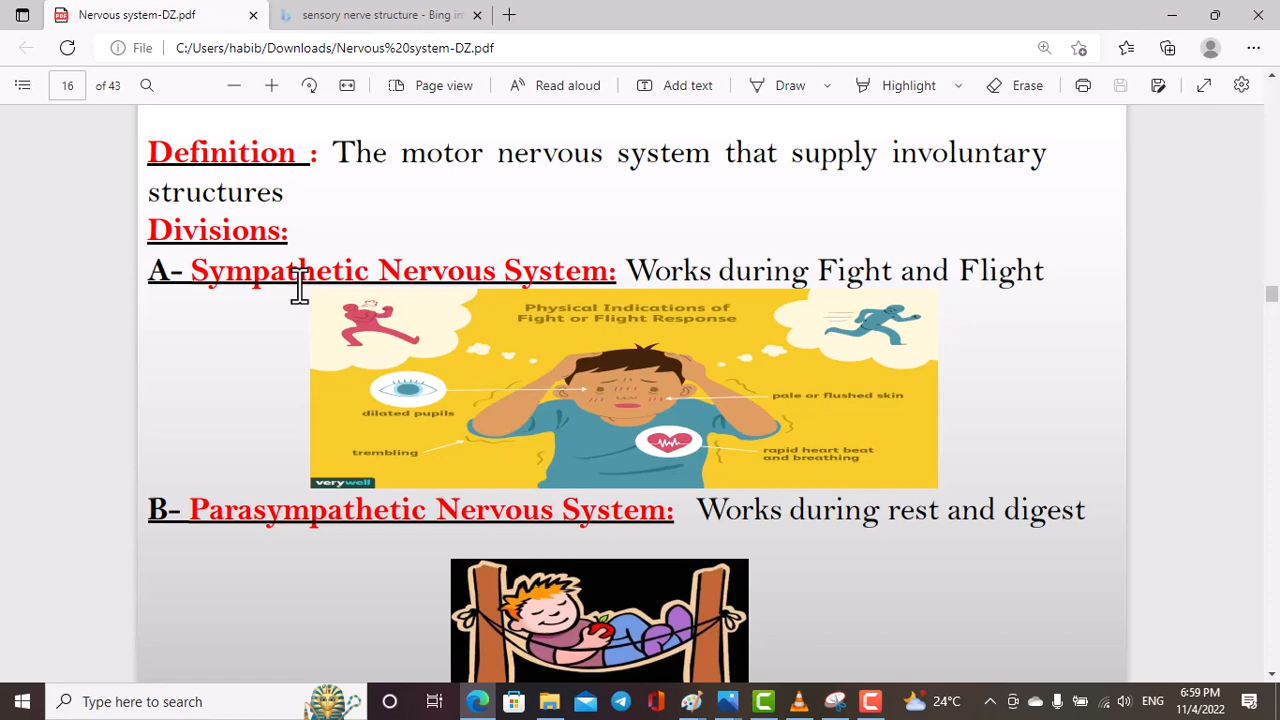 Nervous system-DZ.pdf
sensory nerve structure - Bing in
File
C:/Users/habib/Downloads/Nervous%20system-DZ.pdf
16 of 43
Page view
Read aloud
Add text
Draw
Highlight
Erase
Definition : The motor nervous system that supply involuntary
structures
Divisions:
A- Sympathetic Nervous System: Works during Fight and Flight
Physical Indications of
Fight or Flight Response
dilated pupils
pale or flushed skin
trembling
rapid heart beat
and breathing
verywell
B- Parasympathetic Nervous System: Works during rest and digest
Type here to search
24°C
ENG
6:59 PM
11/4/2022